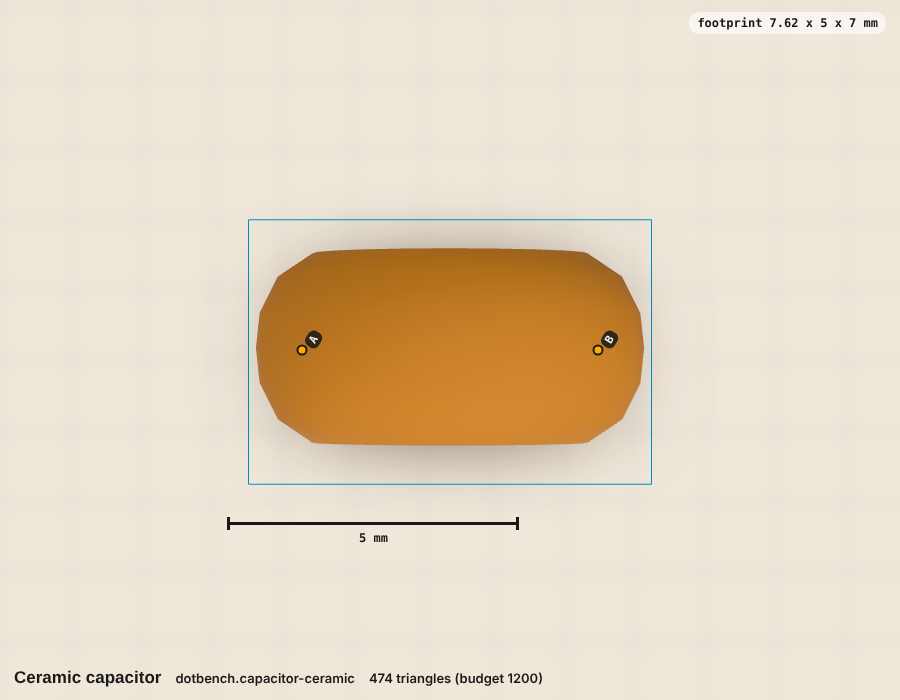 footprint 7.62 x 5 x 7 mm
A
B
5 mm
Ceramic capacitor dotbench.capacitor-ceramic 474 triangles (budget 1200)